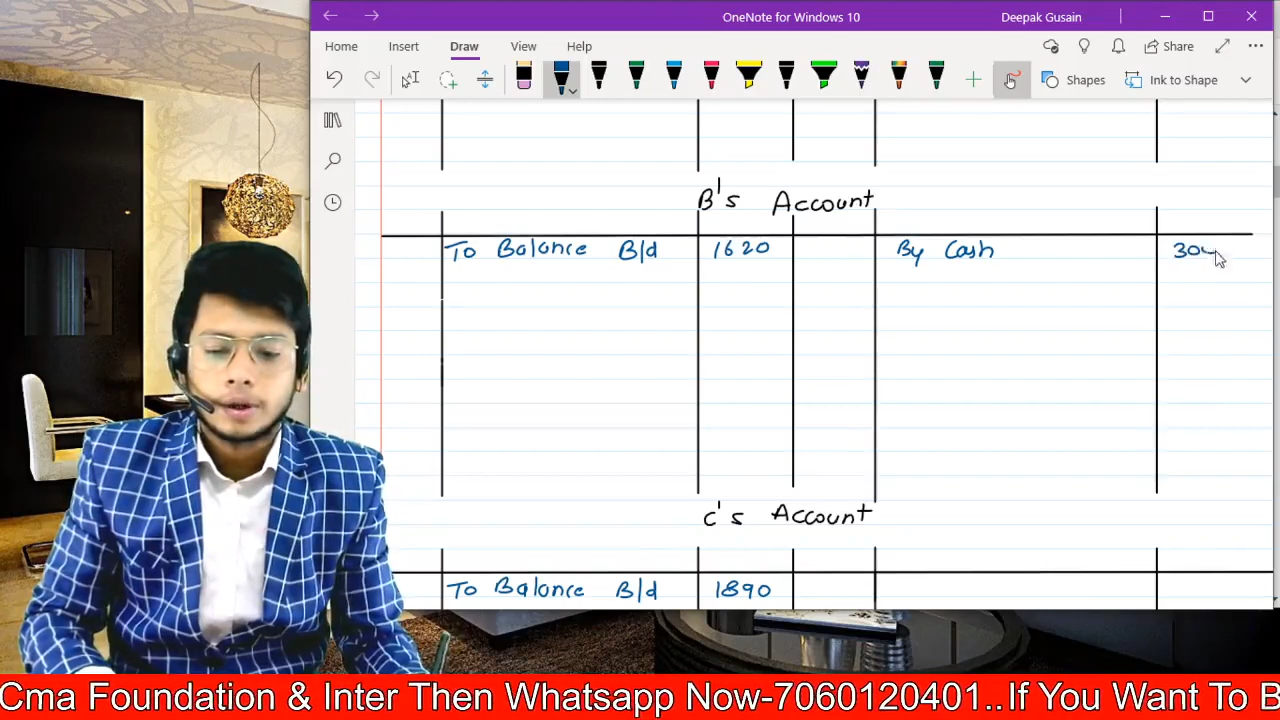 OneNote for Windows 10
Deepak Gusain
Home Insert Draw View Help
Share
Shapes
Ink to Shape
B's Account
To Balance B/d 1620 By Cash
C's Account
To Balance B/d 1890
Cma Foundation & Inter Then Whatsapp Now-7060120401..If You Want To B